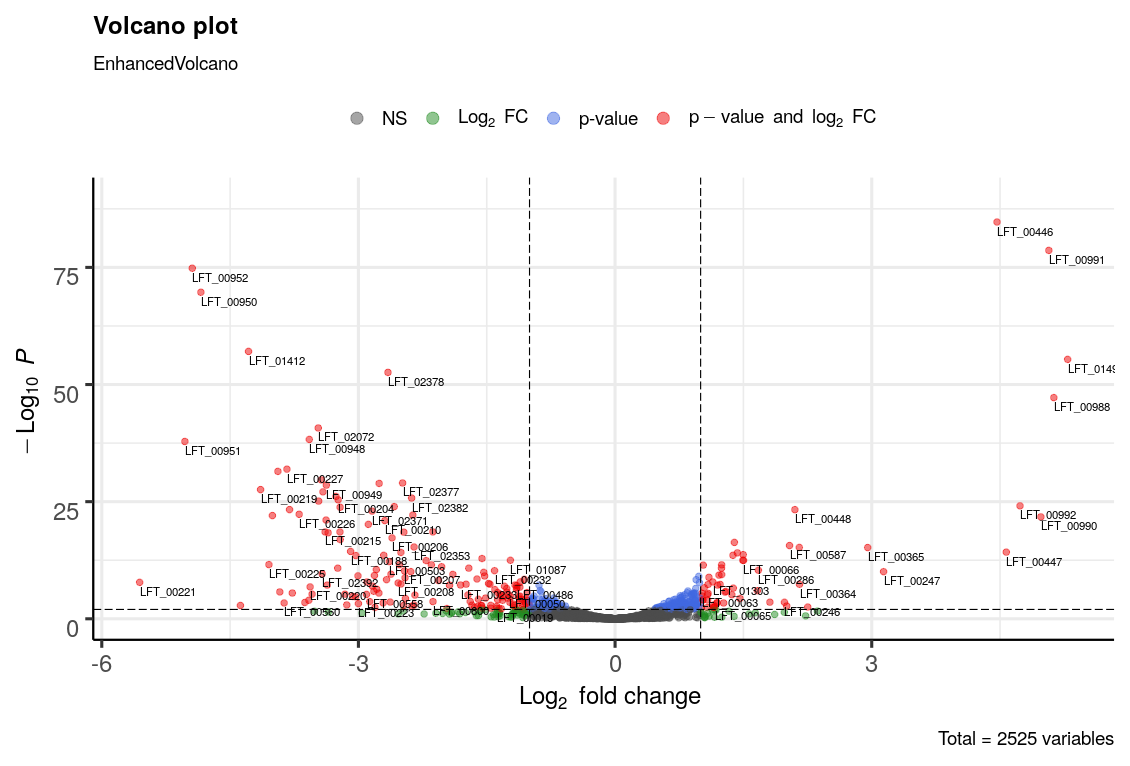 Volcano plot
EnhancedVolcano
NS Log2 FC p-value p − value and log2 FC
− Log10 P
75
50
25
0
LFT_00446
LFT_00991
LFT_00952
LFT_00950
LFT_01412
LFT_0149
LFT_02378
LFT_00988
LFT_02072
LFT_00948
LFT_00951
LFT_00227
LFT_00949
LFT_02377
LFT_00219
LFT_00204
LFT_02382
LFT_00226
LFT_02371
LFT_00210
LFT_00448
LFT_00992
LFT_00990
LFT_00215
LFT_00206
LFT_00188
LFT_02353
LFT_00587
LFT_00365
LFT_00447
LFT_00225
LFT_00503
LFT_01087
LFT_00066
LFT_02392
LFT_00207
LFT_00232
LFT_00286
LFT_00247
LFT_00221
LFT_00220
LFT_00208
LFT_00233
LFT_00486
LFT_01303
LFT_00364
LFT_00558
LFT_00050
LFT_00063
LFT_00560
LFT_00223
LFT_00600
LFT_00019
LFT_00065
LFT_00246
-6 -3 0 3
Log2 fold change
Total = 2525 variables